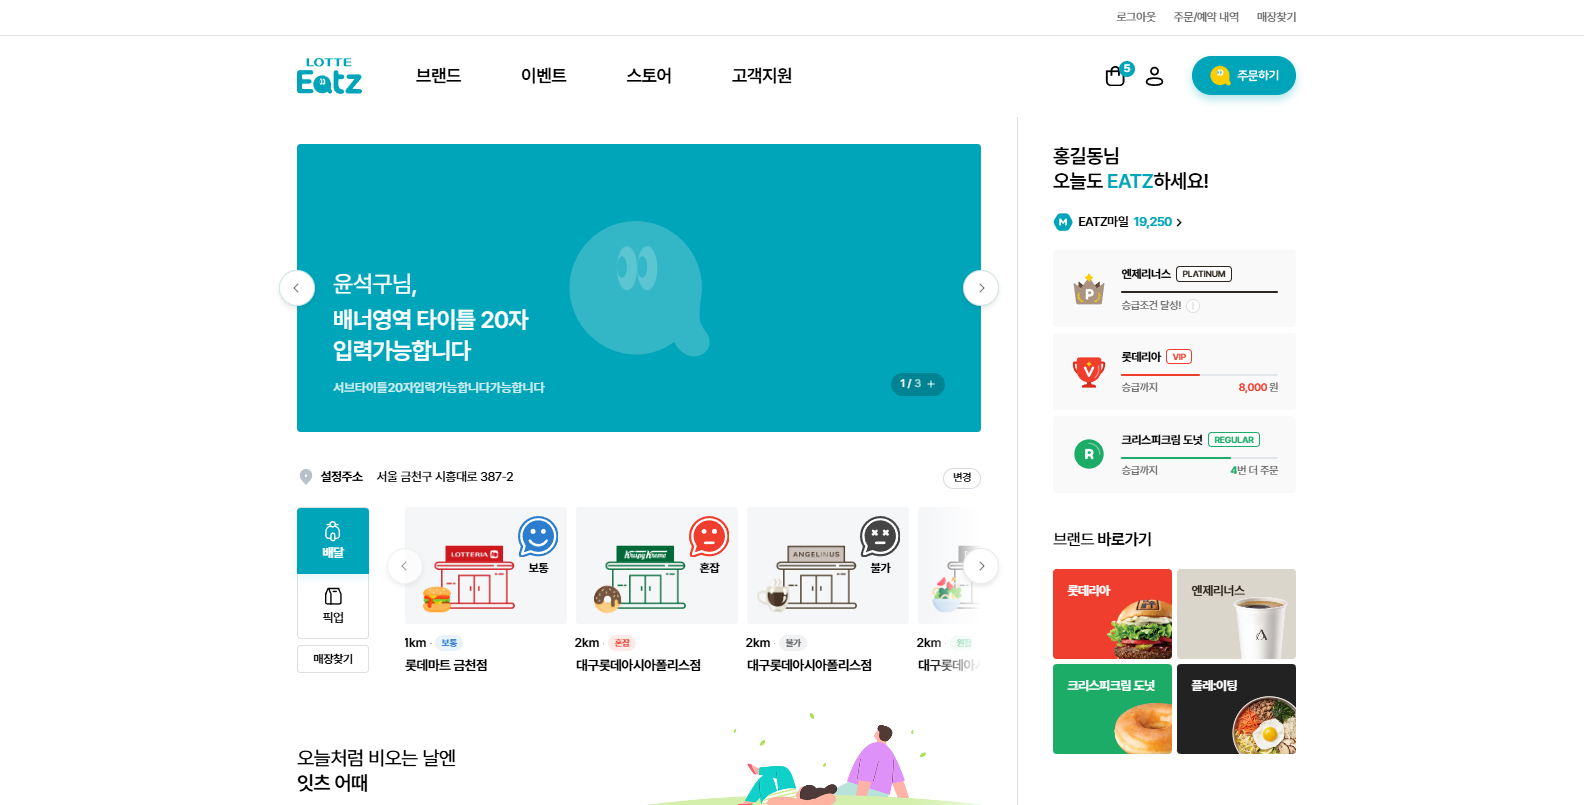 로그아웃 주문/예약 내역 매장찾기
LOTTE
Eatz
브랜드 이벤트 스토어 고객지원
5
주문하기
윤석구님,
배너영역 타이틀 20자
입력가능합니다
서브타이틀20자입력가능합니다가능합니다
1 / 3 +
홍길동님
오늘도 EATZ하세요!
M EATZ마일 19,250
P
엔제리너스 PLATINUM
승급조건 달성!
V
롯데리아 VIP
승급까지 8,000 원
R
크리스피크림 도넛 REGULAR
승급까지 4번 더 주문
설정주소 서울 금천구 시흥대로 387-2 변경
배달
픽업
매장찾기
LOTTERIA
보통
Krispy Kreme
혼잡
ANGELINUS
불가
1km · 보통
롯데마트 금천점
2km · 혼잡
대구롯데아시아폴리스점
2km · 불가
대구롯데아시아폴리스점
2km · 원활
대구롯데아
브랜드 바로가기
롯데리아
엔제리너스
A
크리스피크림 도넛
플레:이팅
오늘처럼 비오는 날엔
잇츠 어때